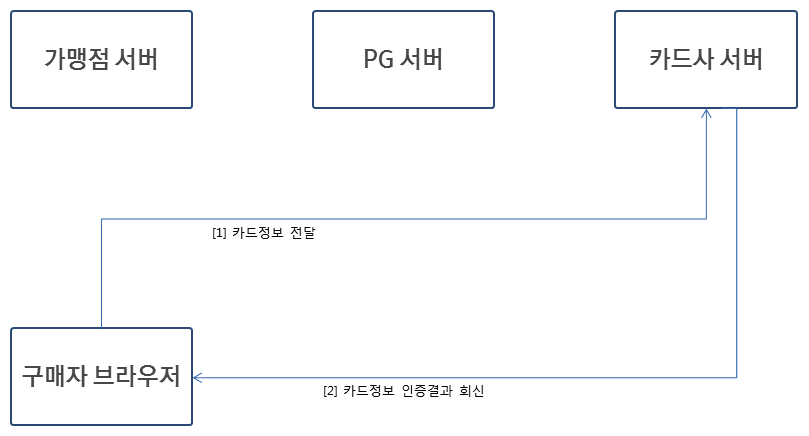 가맹점 서버
PG 서버
카드사 서버
[1] 카드정보 전달
구매자 브라우저
[2] 카드정보 인증결과 회신